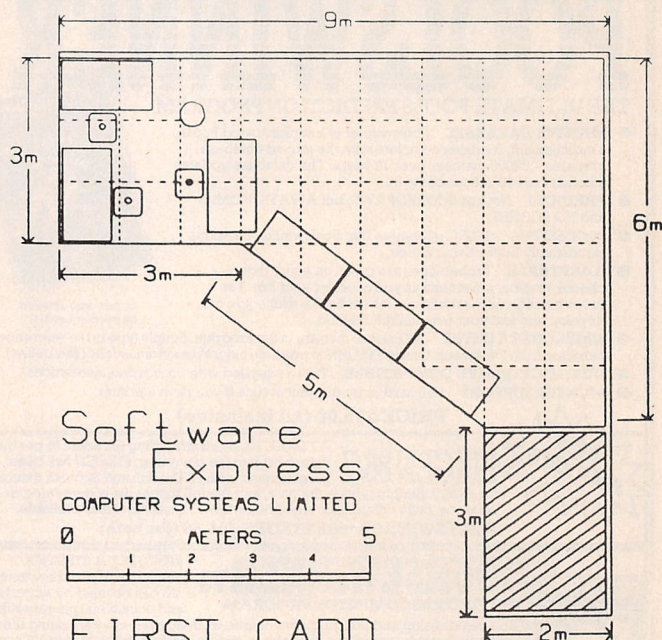 9m
3m
6m
3m
5m
Software
Express
COMPUTER SYSTEMS LIMITED
0 METERS 5
1 2 3 4
3m
FIRST CADD
2m